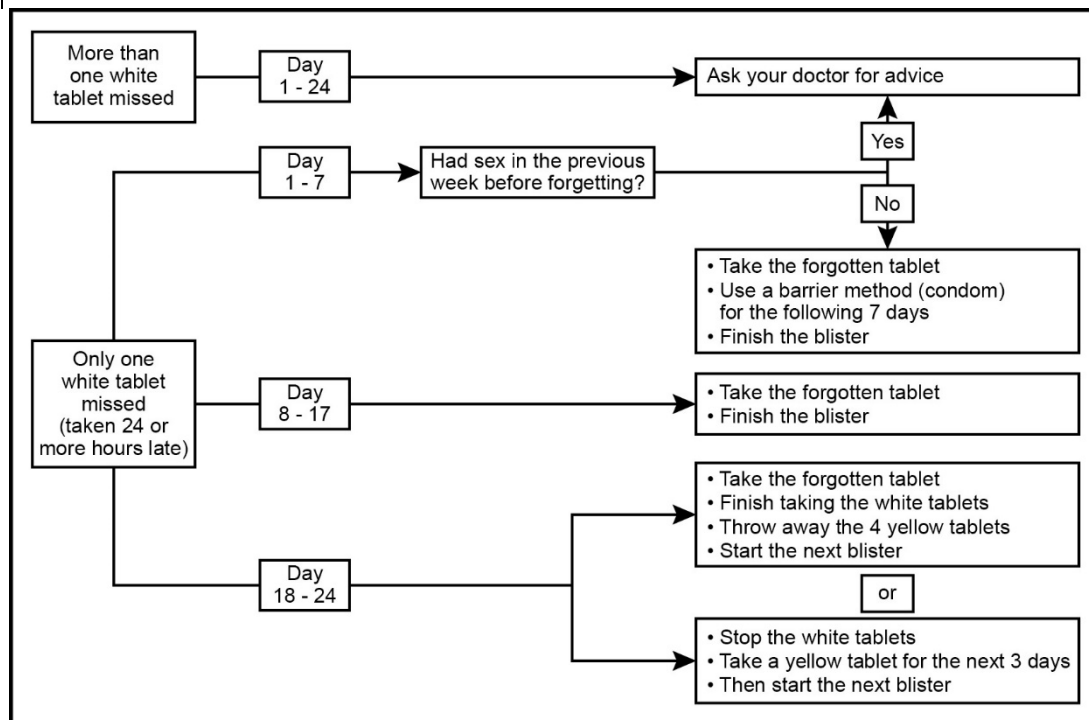 More than
one white
tablet missed
Day
1 - 24
Ask your doctor for advice
Yes
Day
1 - 7
Had sex in the previous
week before forgetting?
No
• Take the forgotten tablet
• Use a barrier method (condom)
for the following 7 days
• Finish the blister
Only one
white tablet
missed
(taken 24 or
more hours late)
Day
8 - 17
• Take the forgotten tablet
• Finish the blister
Day
18 - 24
• Take the forgotten tablet
• Finish taking the white tablets
• Throw away the 4 yellow tablets
• Start the next blister
or
• Stop the white tablets
• Take a yellow tablet for the next 3 days
• Then start the next blister